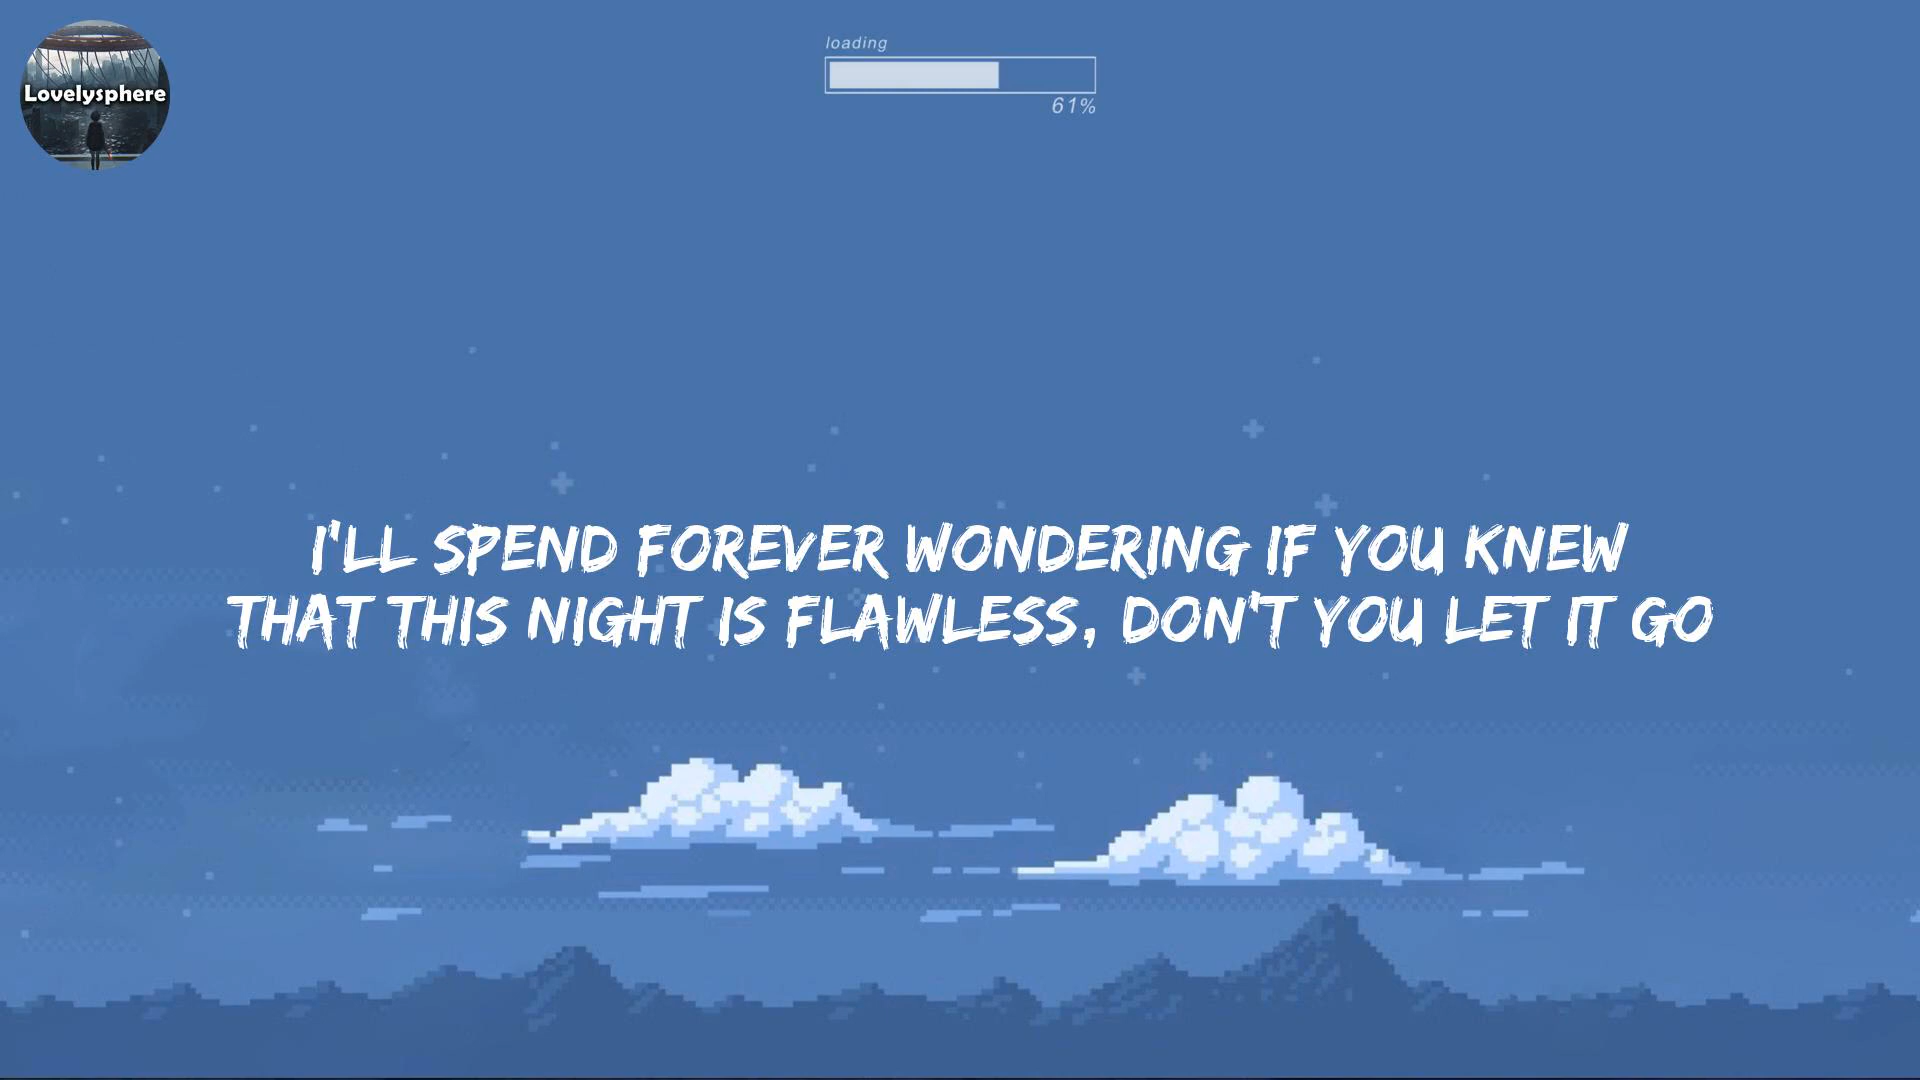 Lovelysphere
loading
61%
I'LL SPEND FOREVER WONDERING IF YOU KNEW
THAT THIS NIGHT IS FLAWLESS, DON'T YOU LET IT GO